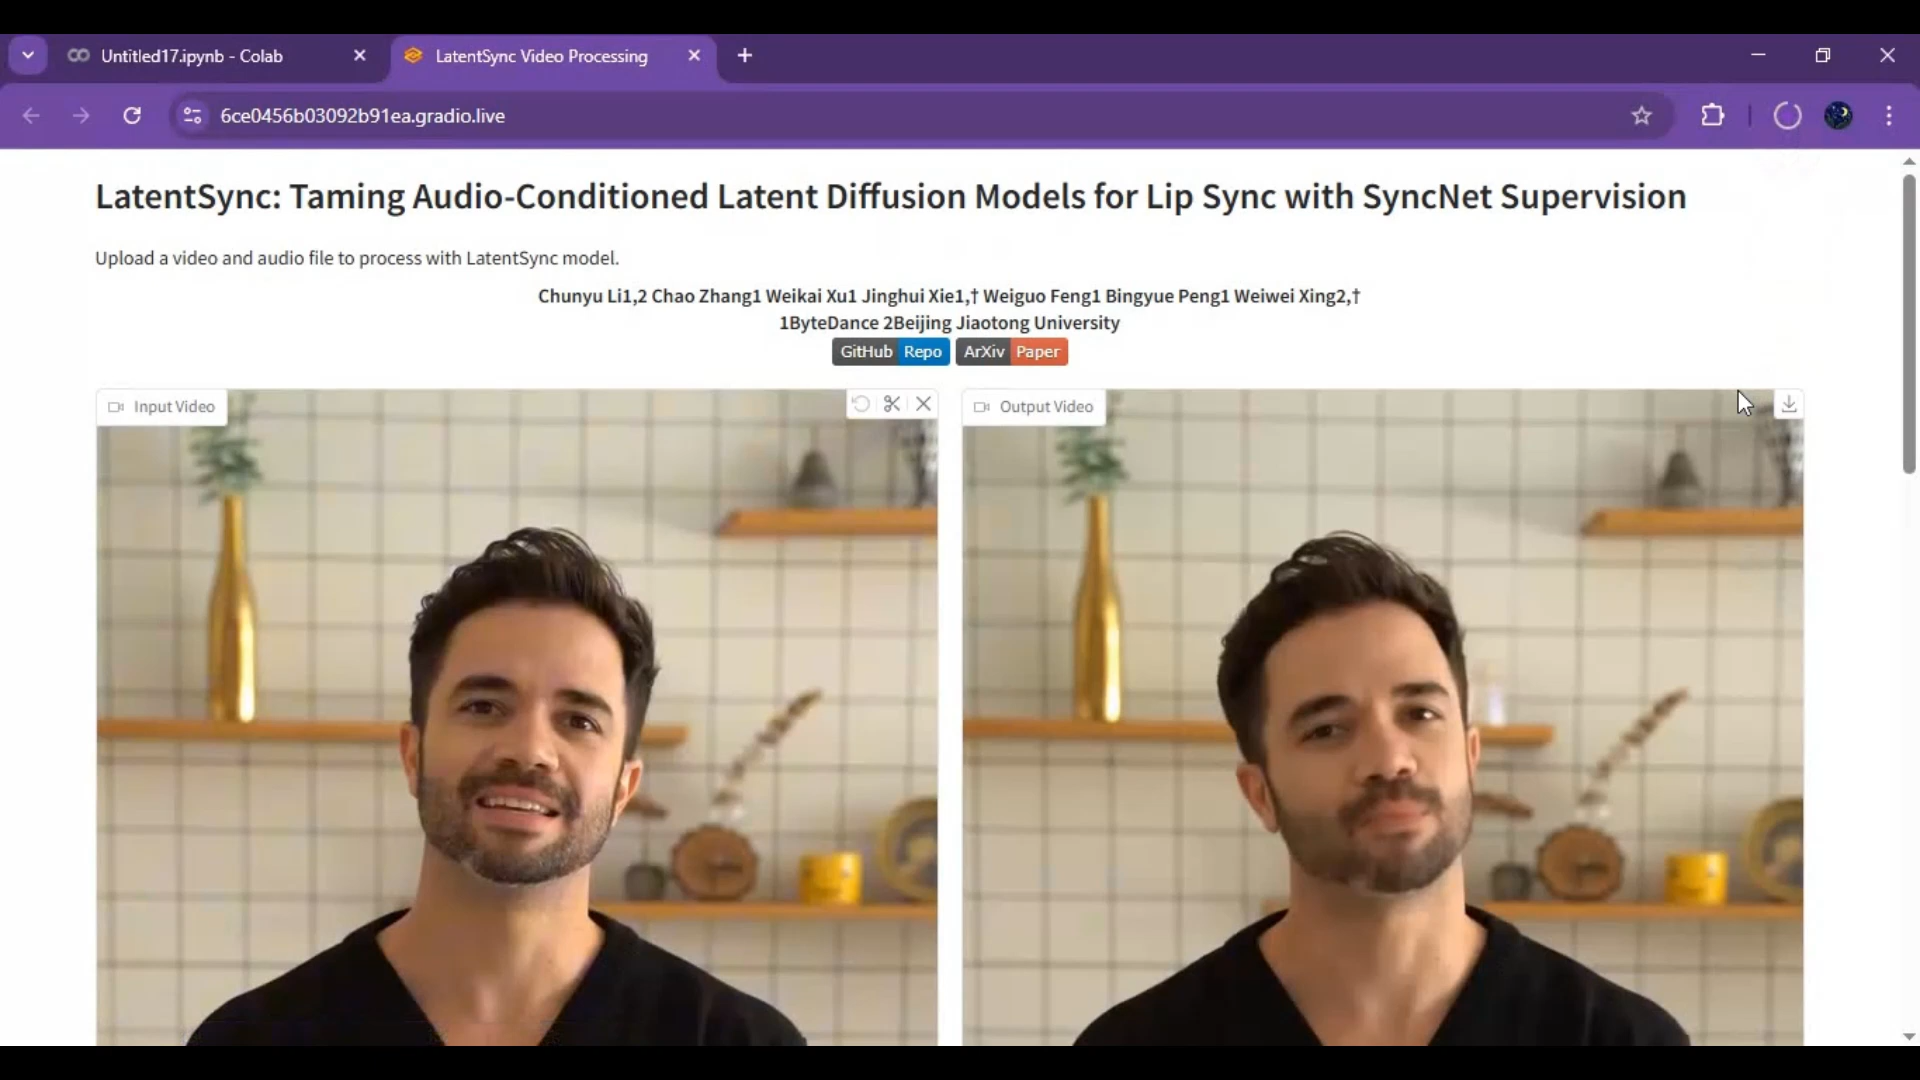 Untitled17.ipynb - Colab
LatentSync Video Processing
6ce0456b03092b91ea.gradio.live
LatentSync: Taming Audio-Conditioned Latent Diffusion Models for Lip Sync with SyncNet Supervision
Upload a video and audio file to process with LatentSync model.
Chunyu Li1,2 Chao Zhang1 Weikai Xu1 Jinghui Xie1,† Weiguo Feng1 Bingyue Peng1 Weiwei Xing2,†
1ByteDance 2Beijing Jiaotong University
GitHub Repo ArXiv Paper
Input Video
Output Video